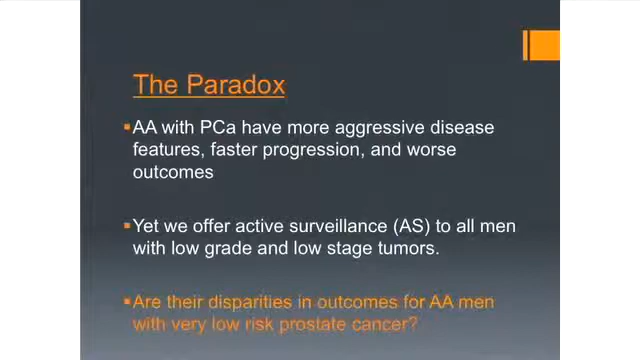 The Paradox
▪AA with PCa have more aggressive disease
features, faster progression, and worse
outcomes
▪Yet we offer active surveillance (AS) to all men
with low grade and low stage tumors.
▪Are their disparities in outcomes for AA men
with very low risk prostate cancer?